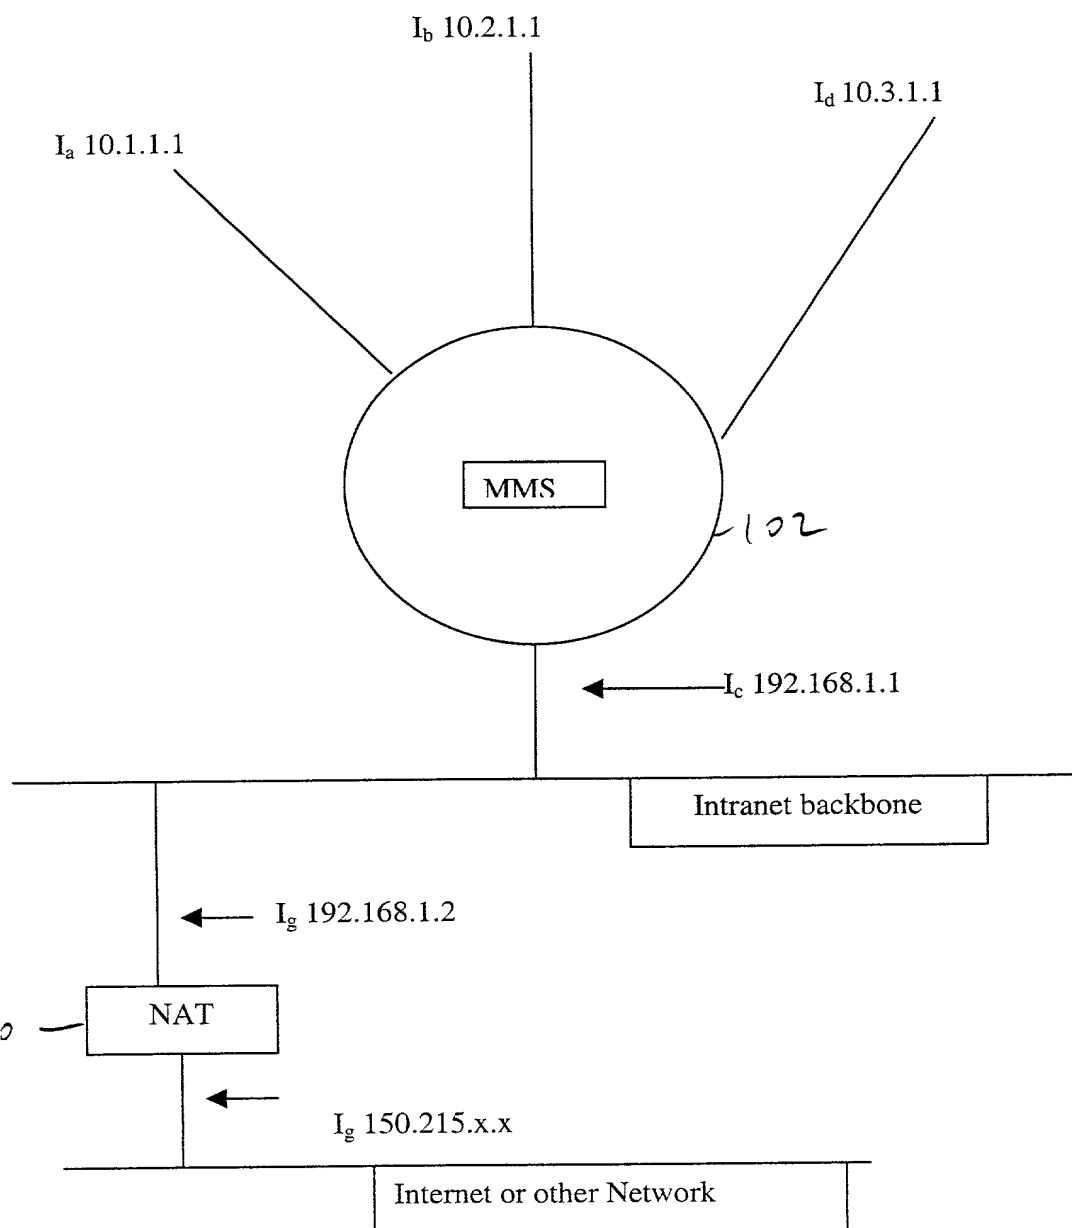 Ib 10.2.1.1
Id 10.3.1.1
Ia 10.1.1.1
MMS
102
Ic 192.168.1.1
Intranet backbone
Ig 192.168.1.2
NAT
Ig 150.215.x.x
Internet or other Network